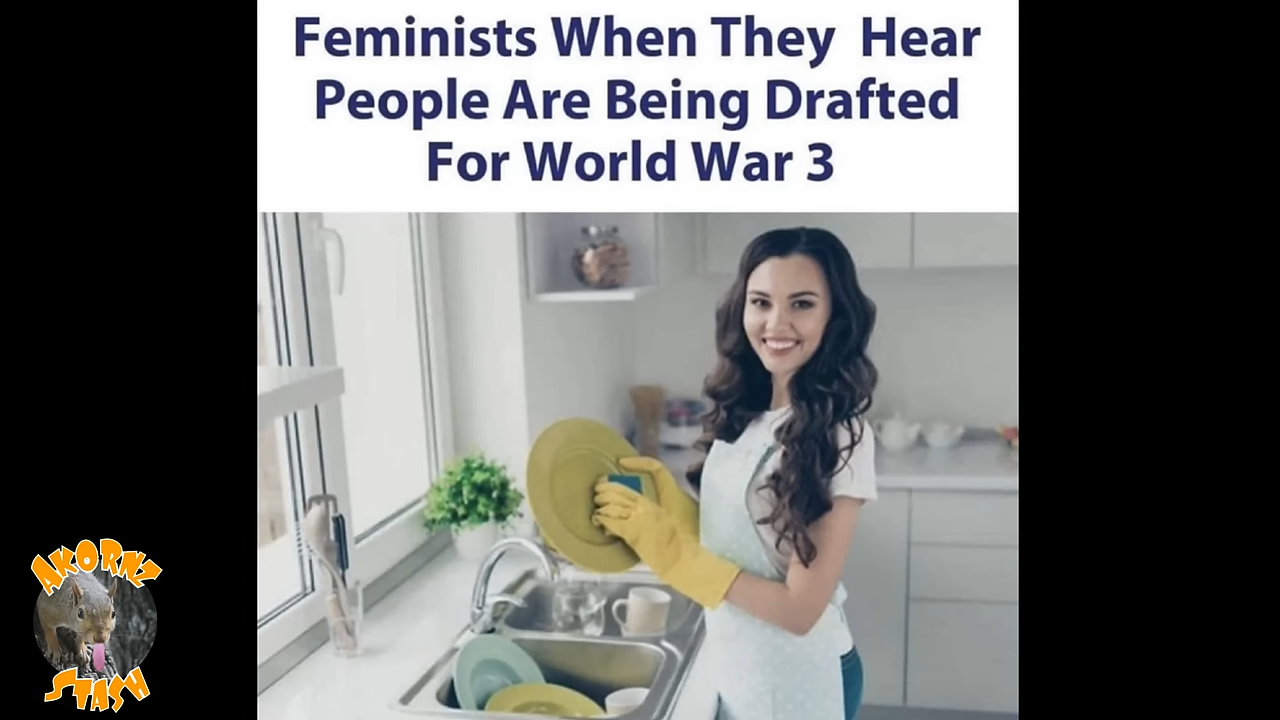 Feminists When They Hear
People Are Being Drafted
For World War 3
AKORNZ
STASH